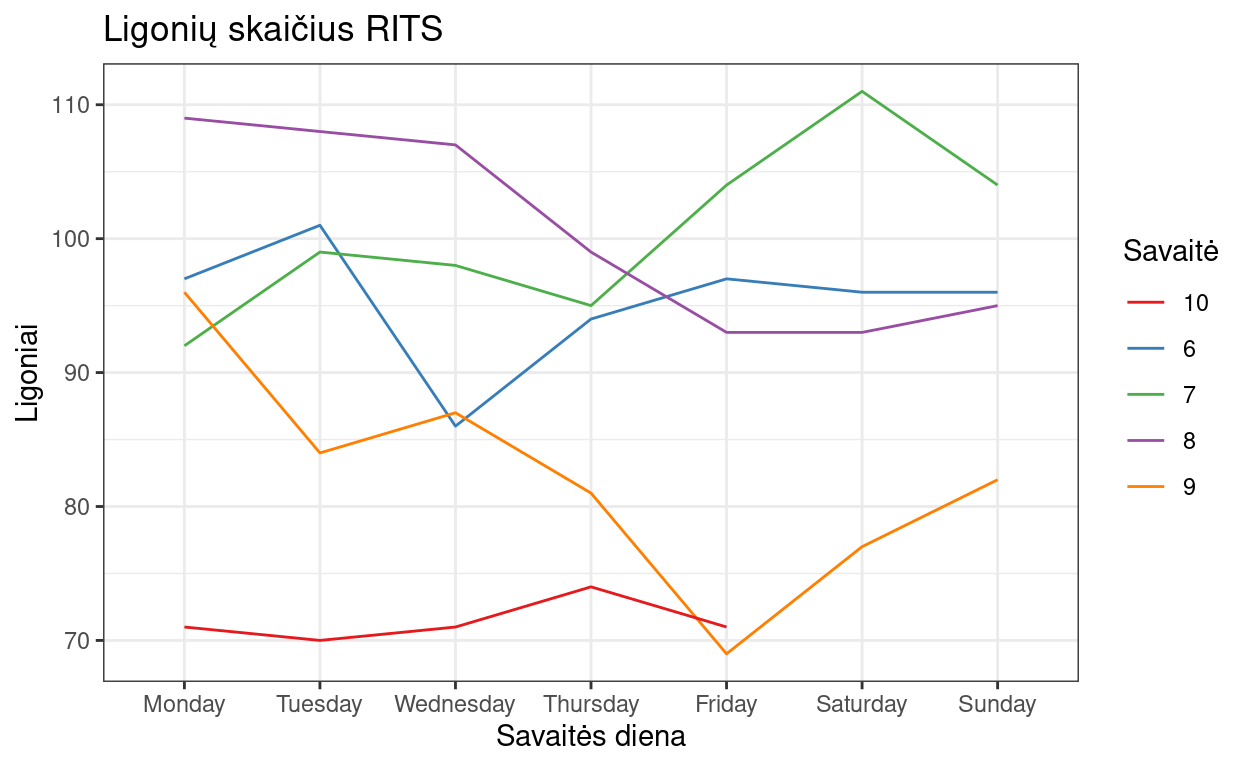 Ligonių skaičius RITS
110
100
90
80
70
Ligoniai
Monday Tuesday Wednesday Thursday Friday Saturday Sunday
Savaitės diena
Savaitė
10
6
7
8
9